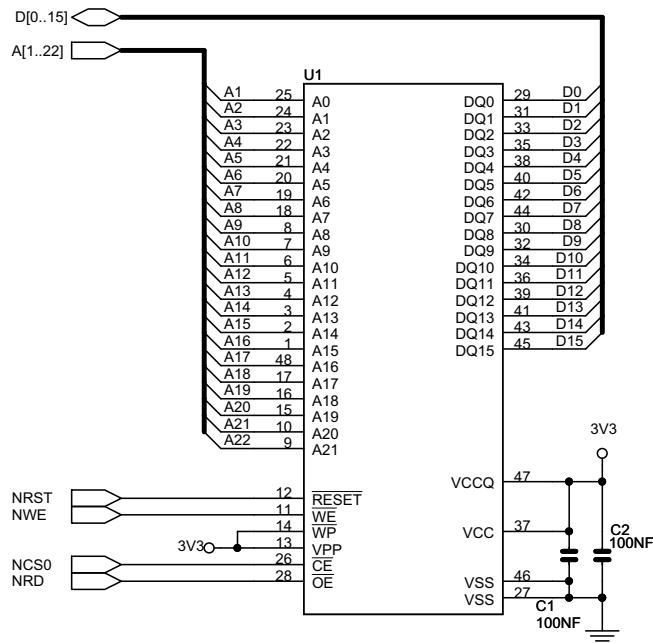 D[0..15]
A[1..22]
U1
A1 25 A0 DQ0 29 D0
A2 24 A1 DQ1 31 D1
A3 23 A2 DQ2 33 D2
A4 22 A3 DQ3 35 D3
A5 21 A4 DQ4 38 D4
A6 20 A5 DQ5 40 D5
A7 19 A6 DQ6 42 D6
A8 18 A7 DQ7 44 D7
A9 8 A8 DQ8 30 D8
A10 7 A9 DQ9 32 D9
A11 6 A10 DQ10 34 D10
A12 5 A11 DQ11 36 D11
A13 4 A12 DQ12 39 D12
A14 3 A13 DQ13 41 D13
A15 2 A14 DQ14 43 D14
A16 1 A15 DQ15 45 D15
A17 48 A16
A18 17 A17
A19 16 A18
A20 15 A19
A21 10 A20
A22 9 A21
3V3
VCCQ 47
NRST 12 RESET
NWE 11 WE
14 WP VCC 37
C2
100NF
3V3 13 VPP
NCS0 26 CE
NRD 28 OE VSS 46
VSS 27
C1
100NF